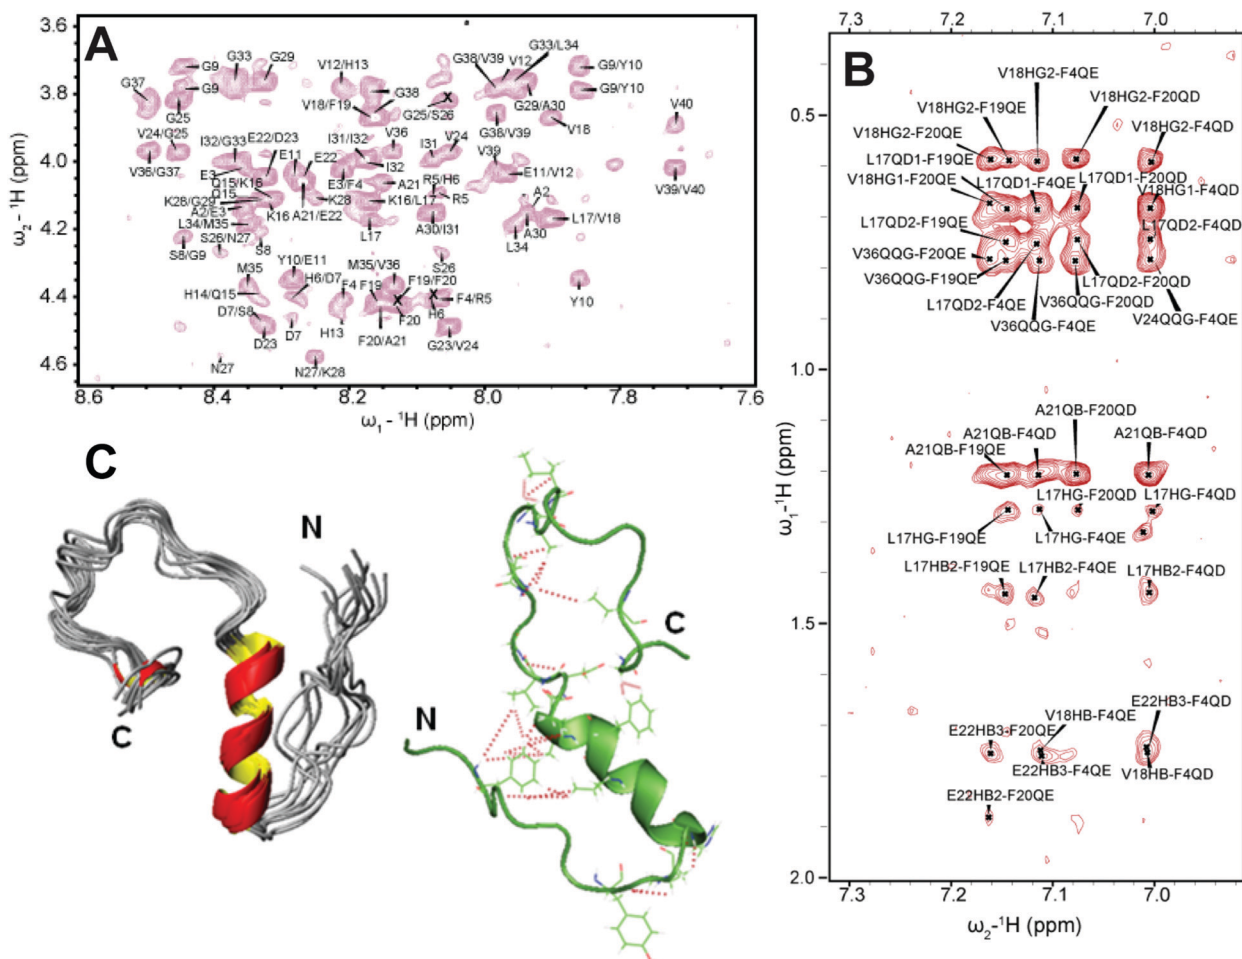 A
3.6
3.8
4.0
4.2
4.4
4.6
ω2 - 1H (ppm)
8.6
8.4
8.2
8.0
7.8
7.6
ω1 - 1H (ppm)
G37
G9
G9
G25
G33
G29
V12/H13
G38
V18/F19
G38/V39
V12
G33/L34
G25/S26
X
G29/A30
G38/V39
V18
G9/Y10
G9/Y10
V40
V24/G25
V36/G37
I32/G33
E22/D23
E11
E22
I31/I32
V36
I31
V24
V39
E3
Q15/K16
Q15
K28/G29
A2/E3
L34/M35
K16
A21/E22
K28
E3/F4
I32
A21
K16/L17
R5/H6
R5
E11/V12
A2
V39/V40
S26/N27
S8
S8/G9
L17
A30/I31
L34
A30
L17/V18
M35
Y10/E11
H6/D7
H14/Q15
M35/V36
F19/F20
F4
F19
S26
X
X
F4/R5
H6
F20
Y10
D7/S8
D23
D7
H13
F20/A21
G23/V24
N27
N27/K28
B
7.3
7.2
7.1
7.0
0.5
1.0
1.5
2.0
ω1 - 1H (ppm)
V18HG2-F4QE
V18HG2-F19QE
V18HG2-F20QD
V18HG2-F20QE
V18HG2-F4QD
L17QD1-F19QE
L17QD1-F4QE
L17QD1-F20QD
V18HG1-F20QE
V18HG1-F4QD
L17QD2-F19QE
L17QD2-F4QD
V36QQG-F20QE
V36QQG-F19QE
L17QD2-F20QD
L17QD2-F4QE
V36QQG-F20QD
V36QQG-F4QE
V24QQG-F4QE
A21QB-F20QD
A21QB-F4QD
A21QB-F4QD
A21QB-F19QE
L17HG-F20QD
L17HG-F4QD
L17HG-F19QE
L17HG-F4QE
L17HB2-F19QE
L17HB2-F4QE
L17HB2-F4QD
E22HB3-F4QD
V18HB-F4QE
E22HB3-F20QE
E22HB3-F4QE
V18HB-F4QD
E22HB2-F20QE
7.3
7.2
7.1
7.0
ω2-1H (ppm)
C
N
C
N
C